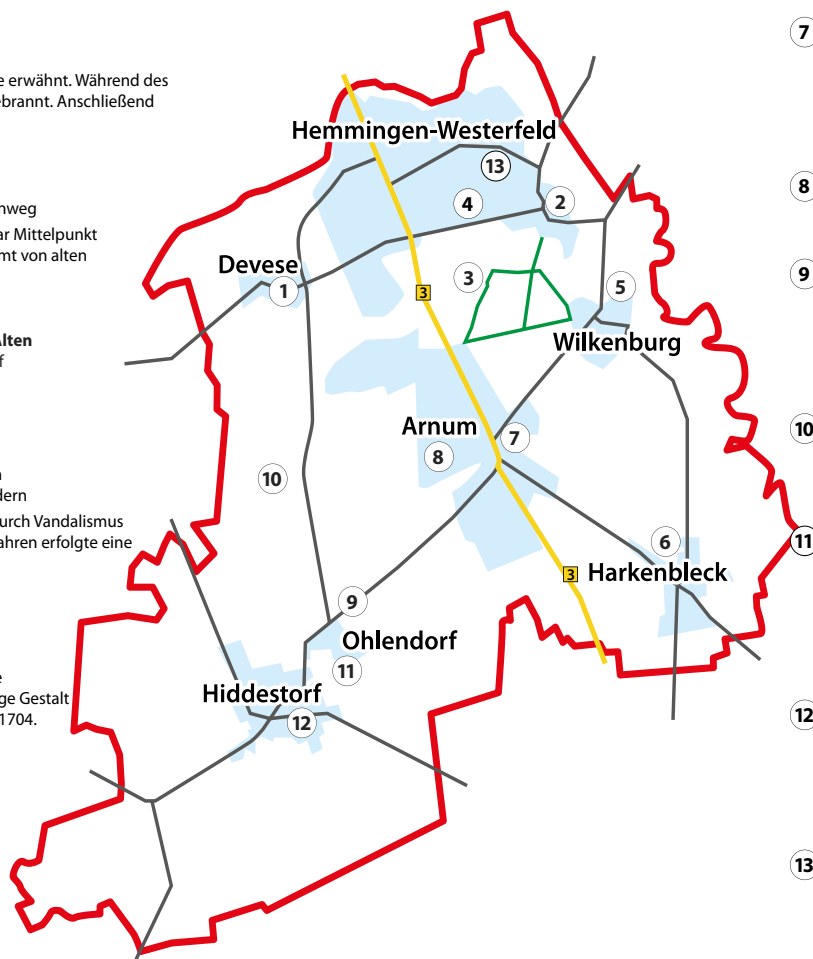 e erwähnt. Während des
ebrannt. Anschließend
nweg
ar Mittelpunkt
mt von alten
Alten
f
n
dern
urch Vandalismus
ahren erfolgte eine
e
ge Gestalt
1704.
Hemmingen-Westerfeld
13
4
2
Devese
1
3
3
5
Wilkenburg
Arnum
7
8
10
6
3
Harkenbleck
9
Ohlendorf
11
Hiddestorf
12
7
8
9
10
11
12
13